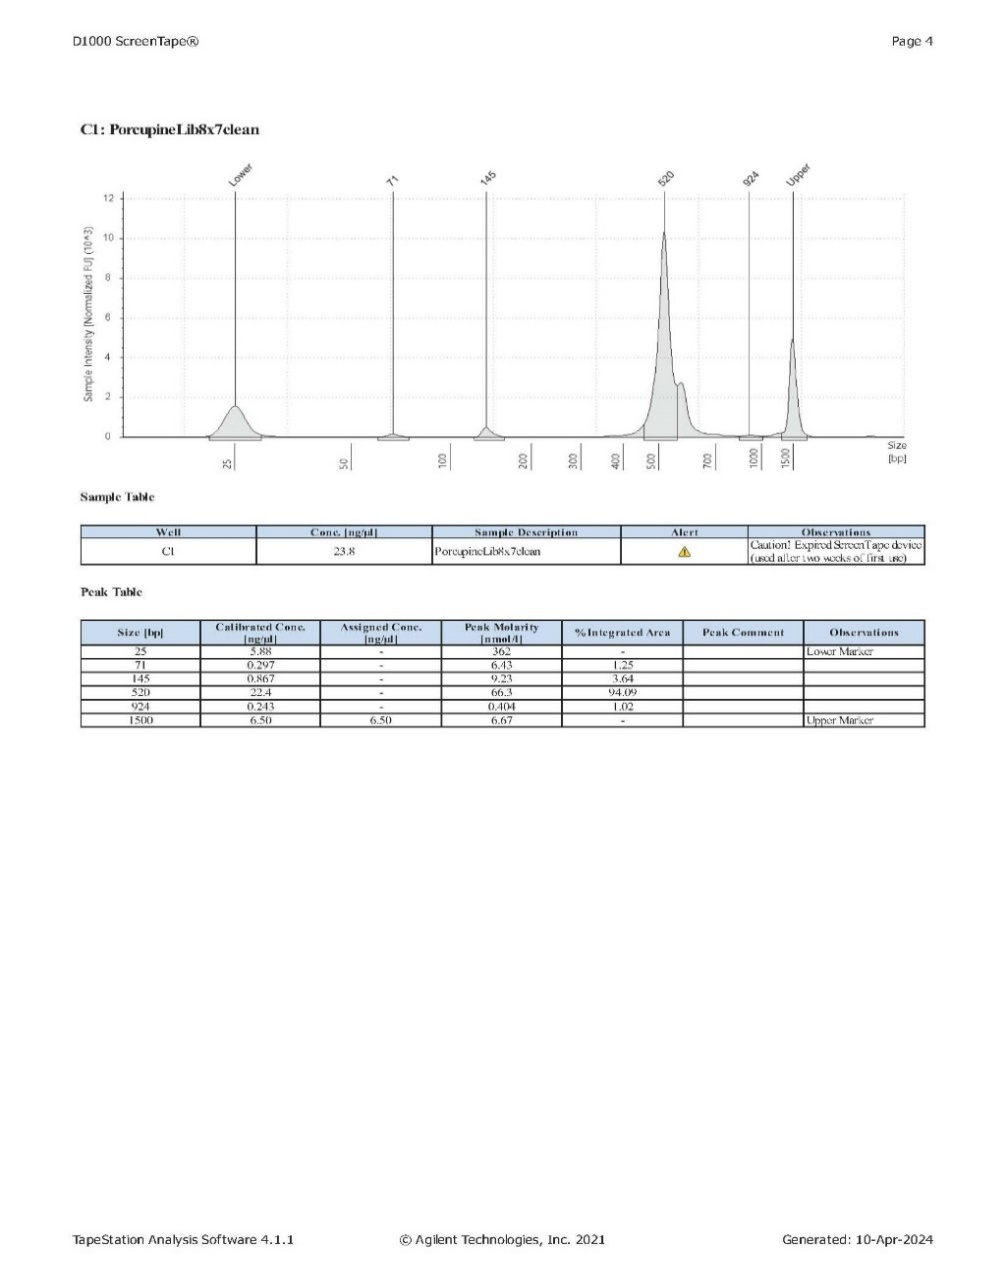 D1000 ScreenTape® Page 4
C1: PorcupineLib8x7clean
Lower 71 145 520 924 Upper
Sample Intensity [Normalized FU] (10^3)
12
10
8
6
4
2
0
25 50 100 200 300 400 500 700 1000 1500
Size
[bp]
Sample Table
Well Conc. [ng/µl] Sample Description Alert Observations
C1 23.8 PorcupineLib8x7clean Caution! Expired ScreenTape device
(used after two weeks of first use)
Peak Table
Size [bp] Calibrated Conc. [ng/µl] Assigned Conc. [ng/µl] Peak Molarity [nmol/l] % Integrated Area Peak Comment Observations
25 5.88 - 362 - Lower Marker
71 0.297 - 6.43 1.25
145 0.867 - 9.23 3.64
520 22.4 - 66.3 94.09
924 0.243 - 0.404 1.02
1500 6.50 6.50 6.67 - Upper Marker
TapeStation Analysis Software 4.1.1 © Agilent Technologies, Inc. 2021 Generated: 10-Apr-2024